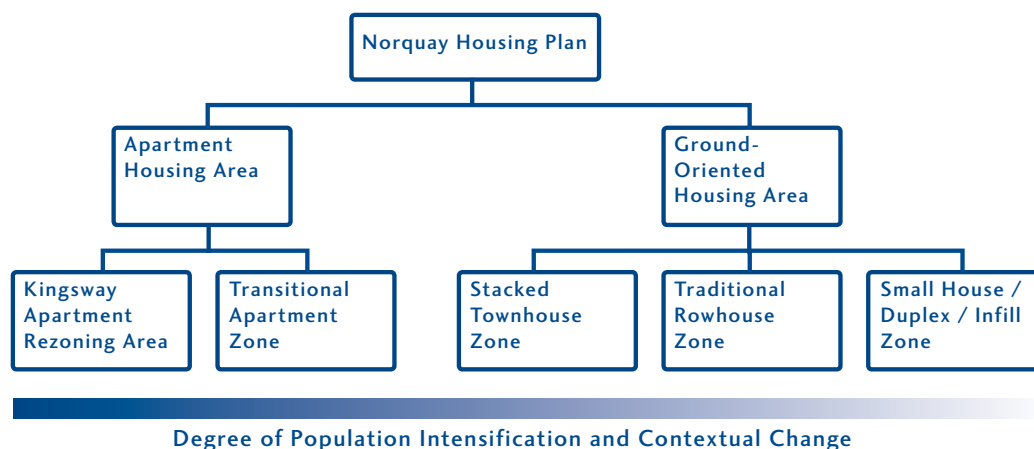 Norquay Housing Plan
Apartment
Housing Area
Ground-
Oriented
Housing Area
Kingsway
Apartment
Rezoning Area
Transitional
Apartment
Zone
Stacked
Townhouse
Zone
Traditional
Rowhouse
Zone
Small House /
Duplex / Infill
Zone
Degree of Population Intensification and Contextual Change